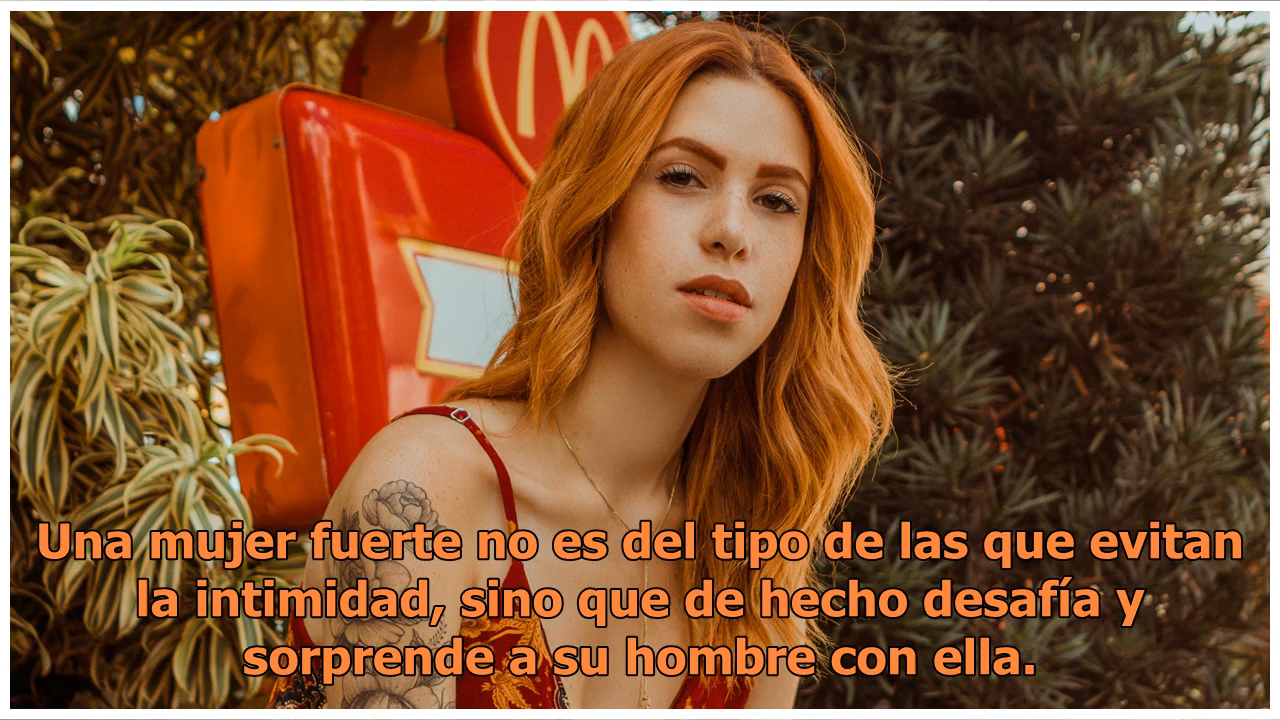 Una mujer fuerte no es del tipo de las que evitan
la intimidad, sino que de hecho desafía y
sorprende a su hombre con ella.